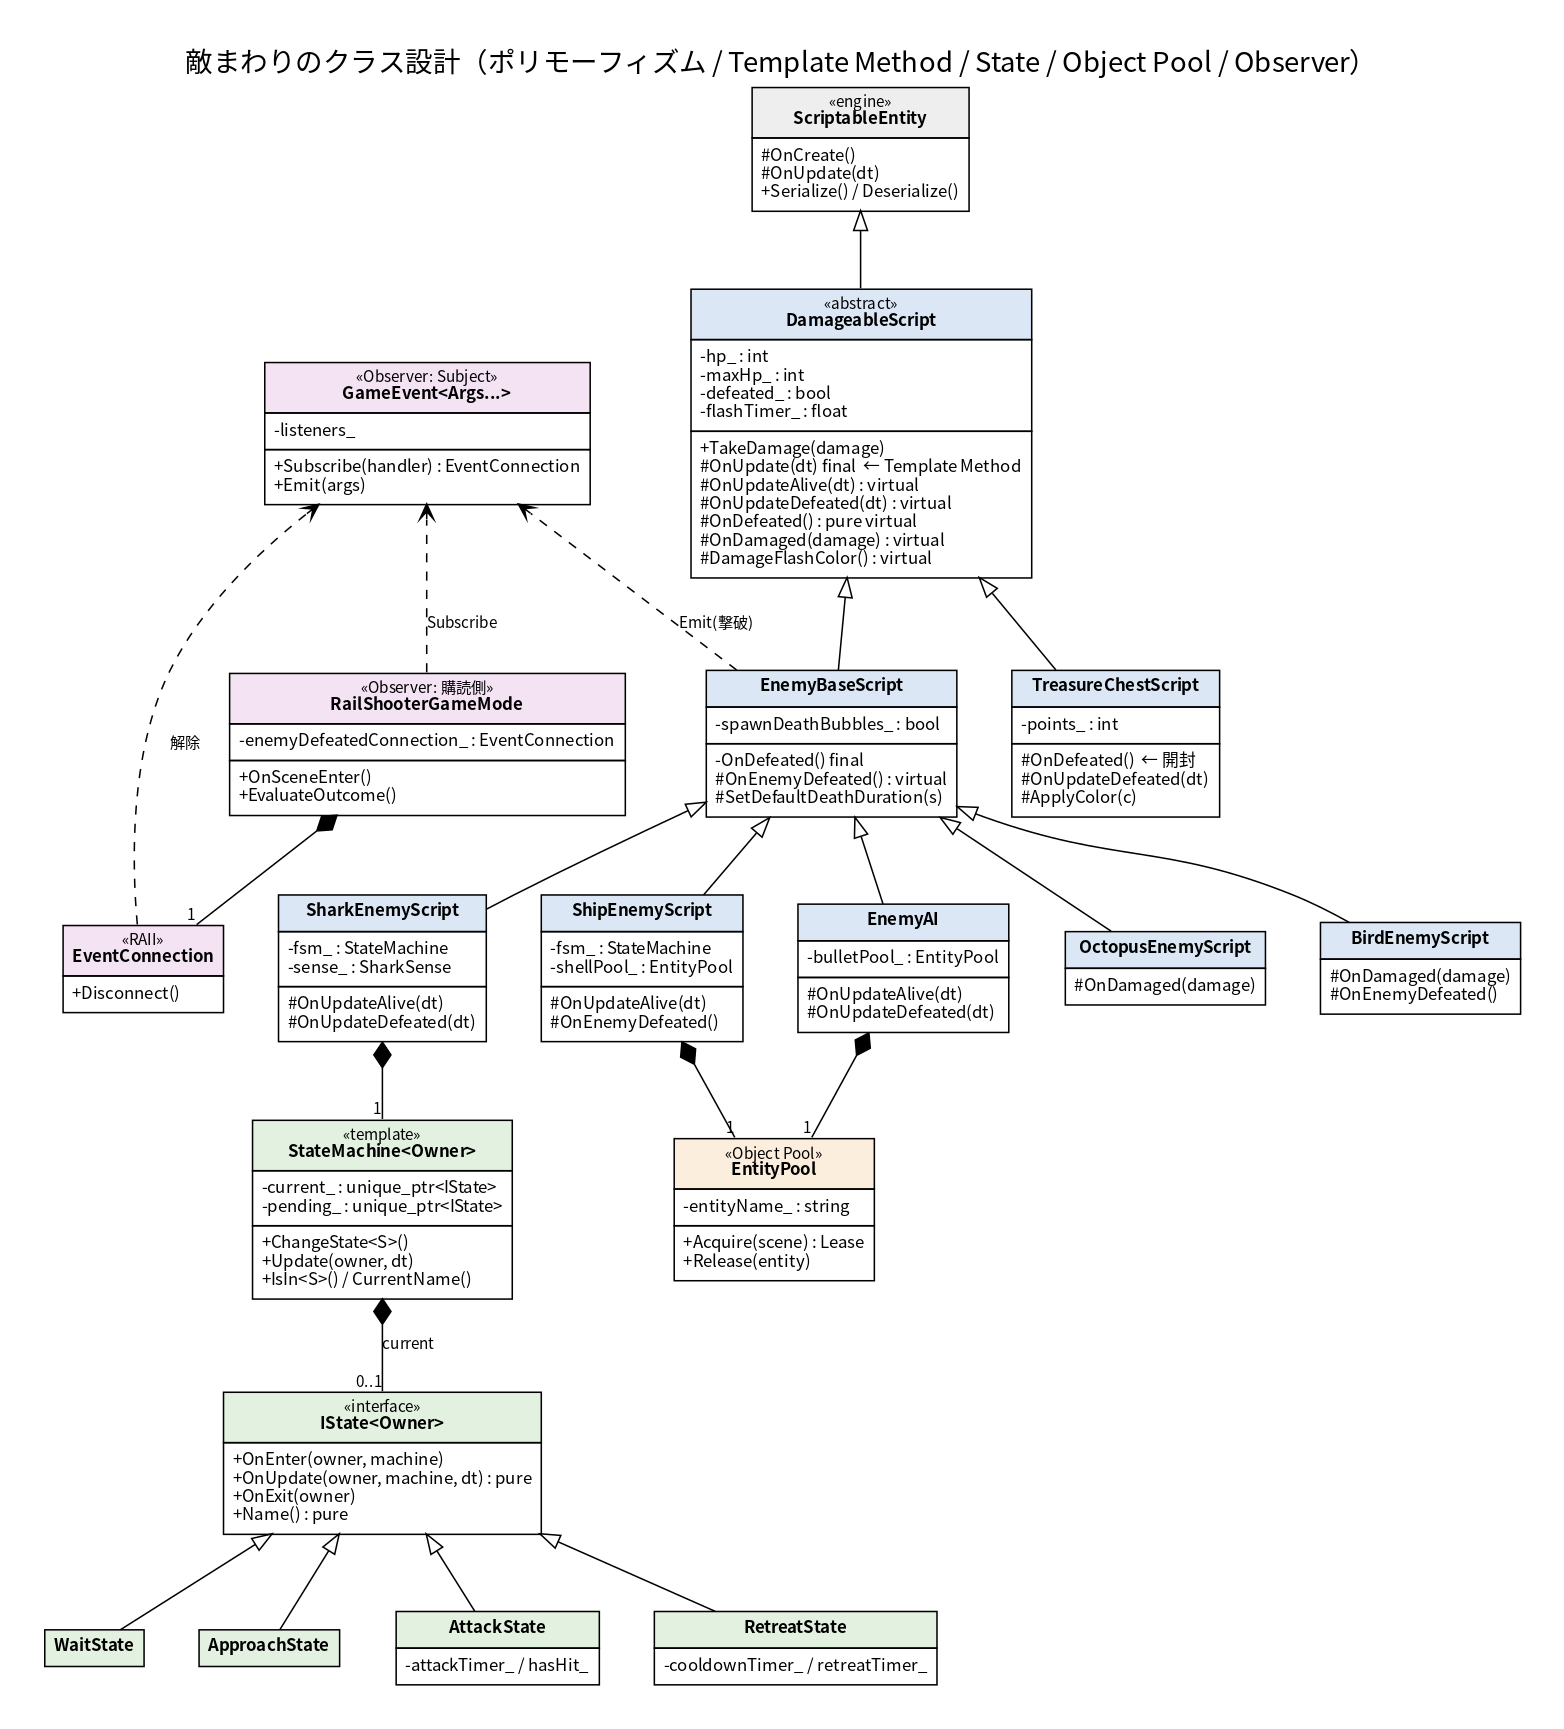 敵まわりのクラス設計（ポリモーフィズム / Template Method / State / Object Pool / Observer）
«engine»
ScriptableEntity
#OnCreate()
#OnUpdate(dt)
+Serialize() / Deserialize()
«abstract»
DamageableScript
-hp_ : int
-maxHp_ : int
-defeated_ : bool
-flashTimer_ : float
+TakeDamage(damage)
#OnUpdate(dt) final ← Template Method
#OnUpdateAlive(dt) : virtual
#OnUpdateDefeated(dt) : virtual
#OnDefeated() : pure virtual
#OnDamaged(damage) : virtual
#DamageFlashColor() : virtual
«Observer: Subject»
GameEvent<Args...>
-listeners_
+Subscribe(handler) : EventConnection
+Emit(args)
Subscribe
Emit(撃破)
解除
«Observer: 購読側»
RailShooterGameMode
-enemyDefeatedConnection_ : EventConnection
+OnSceneEnter()
+EvaluateOutcome()
EnemyBaseScript
-spawnDeathBubbles_ : bool
-OnDefeated() final
#OnEnemyDefeated() : virtual
#SetDefaultDeathDuration(s)
TreasureChestScript
-points_ : int
#OnDefeated() ← 開封
#OnUpdateDefeated(dt)
#ApplyColor(c)
1
«RAII»
EventConnection
+Disconnect()
SharkEnemyScript
-fsm_ : StateMachine
-sense_ : SharkSense
#OnUpdateAlive(dt)
#OnUpdateDefeated(dt)
ShipEnemyScript
-fsm_ : StateMachine
-shellPool_ : EntityPool
#OnUpdateAlive(dt)
#OnEnemyDefeated()
EnemyAI
-bulletPool_ : EntityPool
#OnUpdateAlive(dt)
#OnUpdateDefeated(dt)
OctopusEnemyScript
#OnDamaged(damage)
BirdEnemyScript
#OnDamaged(damage)
#OnEnemyDefeated()
1
1
1
«template»
StateMachine<Owner>
-current_ : unique_ptr<IState>
-pending_ : unique_ptr<IState>
+ChangeState<S>()
+Update(owner, dt)
+IsIn<S>() / CurrentName()
«Object Pool»
EntityPool
-entityName_ : string
+Acquire(scene) : Lease
+Release(entity)
current
0..1
«interface»
IState<Owner>
+OnEnter(owner, machine)
+OnUpdate(owner, machine, dt) : pure
+OnExit(owner)
+Name() : pure
WaitState
ApproachState
AttackState
-attackTimer_ / hasHit_
RetreatState
-cooldownTimer_ / retreatTimer_